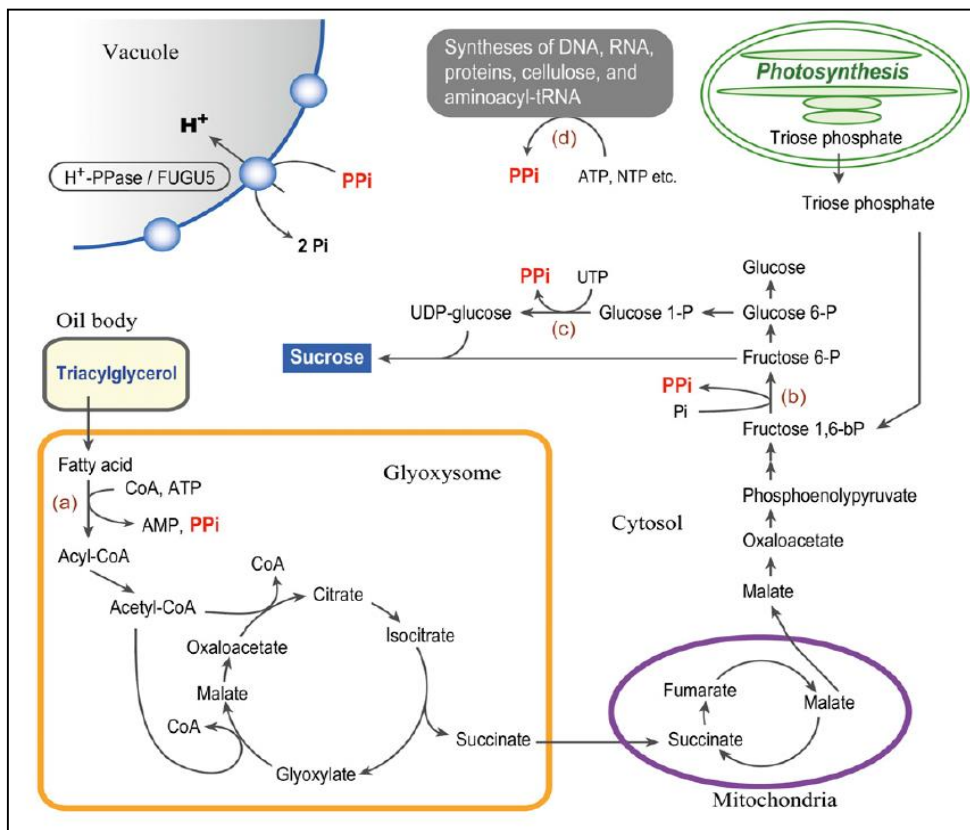 Vacuole
H+
H+-PPase / FUGU5
PPi
2 Pi
Syntheses of DNA, RNA,
proteins, cellulose, and
aminoacyl-tRNA
(d)
PPi
ATP, NTP etc.
Photosynthesis
Triose phosphate
Triose phosphate
Glucose
PPi
UTP
UDP-glucose
(c)
Glucose 1-P
Glucose 6-P
Sucrose
Fructose 6-P
PPi
Pi
(b)
Fructose 1,6-bP
Phosphoenolpyruvate
Cytosol
Oxaloacetate
Malate
Oil body
Triacylglycerol
Glyoxysome
Fatty acid
(a)
CoA, ATP
AMP, PPi
Acyl-CoA
CoA
Acetyl-CoA
Citrate
Isocitrate
Oxaloacetate
Malate
CoA
Glyoxylate
Succinate
Fumarate
Malate
Succinate
Mitochondria